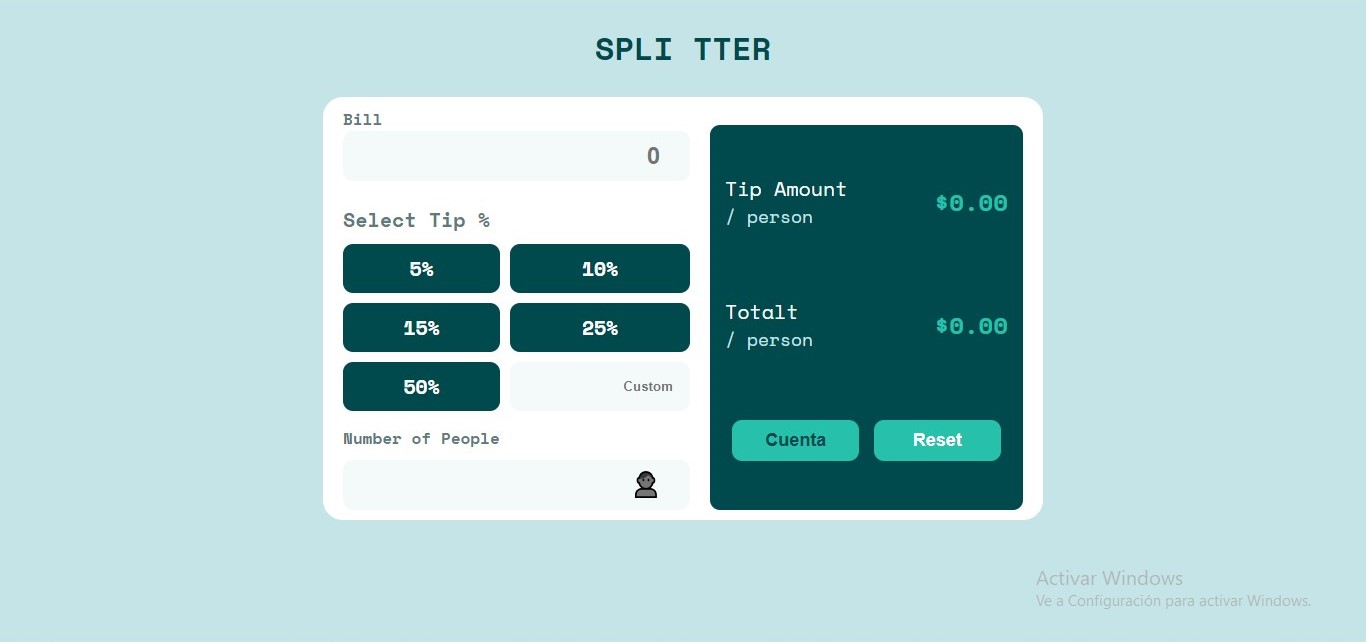 SPLI TTER
Bill
0
Select Tip %
5%
10%
15%
25%
50%
Custom
Number of People
Tip Amount
/ person
$0.00
Totalt
/ person
$0.00
Cuenta
Reset
Activar Windows
Ve a Configuración para activar Windows.